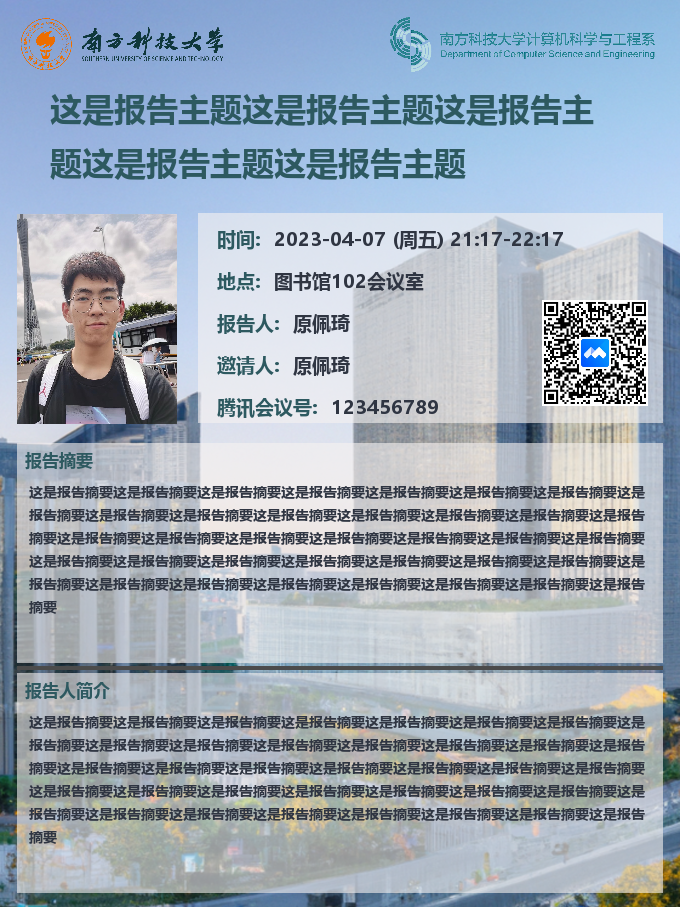 南方科技大学
SOUTHERN UNIVERSITY OF SCIENCE AND TECHNOLOGY
南方科技大学计算机科学与工程系
Department of Computer Science and Engineering
这是报告主题这是报告主题这是报告主
题这是报告主题这是报告主题
时间: 2023-04-07 (周五) 21:17-22:17
地点: 图书馆102会议室
报告人: 原佩琦
邀请人: 原佩琦
腾讯会议号: 123456789
报告摘要
这是报告摘要这是报告摘要这是报告摘要这是报告摘要这是报告摘要这是报告摘要这是报告摘要这是
报告摘要这是报告摘要这是报告摘要这是报告摘要这是报告摘要这是报告摘要这是报告摘要这是报告
摘要这是报告摘要这是报告摘要这是报告摘要这是报告摘要这是报告摘要这是报告摘要这是报告摘要
这是报告摘要这是报告摘要这是报告摘要这是报告摘要这是报告摘要这是报告摘要这是报告摘要这是
报告摘要这是报告摘要这是报告摘要这是报告摘要这是报告摘要这是报告摘要这是报告摘要这是报告
摘要
报告人简介
这是报告摘要这是报告摘要这是报告摘要这是报告摘要这是报告摘要这是报告摘要这是报告摘要这是
报告摘要这是报告摘要这是报告摘要这是报告摘要这是报告摘要这是报告摘要这是报告摘要这是报告
摘要这是报告摘要这是报告摘要这是报告摘要这是报告摘要这是报告摘要这是报告摘要这是报告摘要
这是报告摘要这是报告摘要这是报告摘要这是报告摘要这是报告摘要这是报告摘要这是报告摘要这是
报告摘要这是报告摘要这是报告摘要这是报告摘要这是报告摘要这是报告摘要这是报告摘要这是报告
摘要